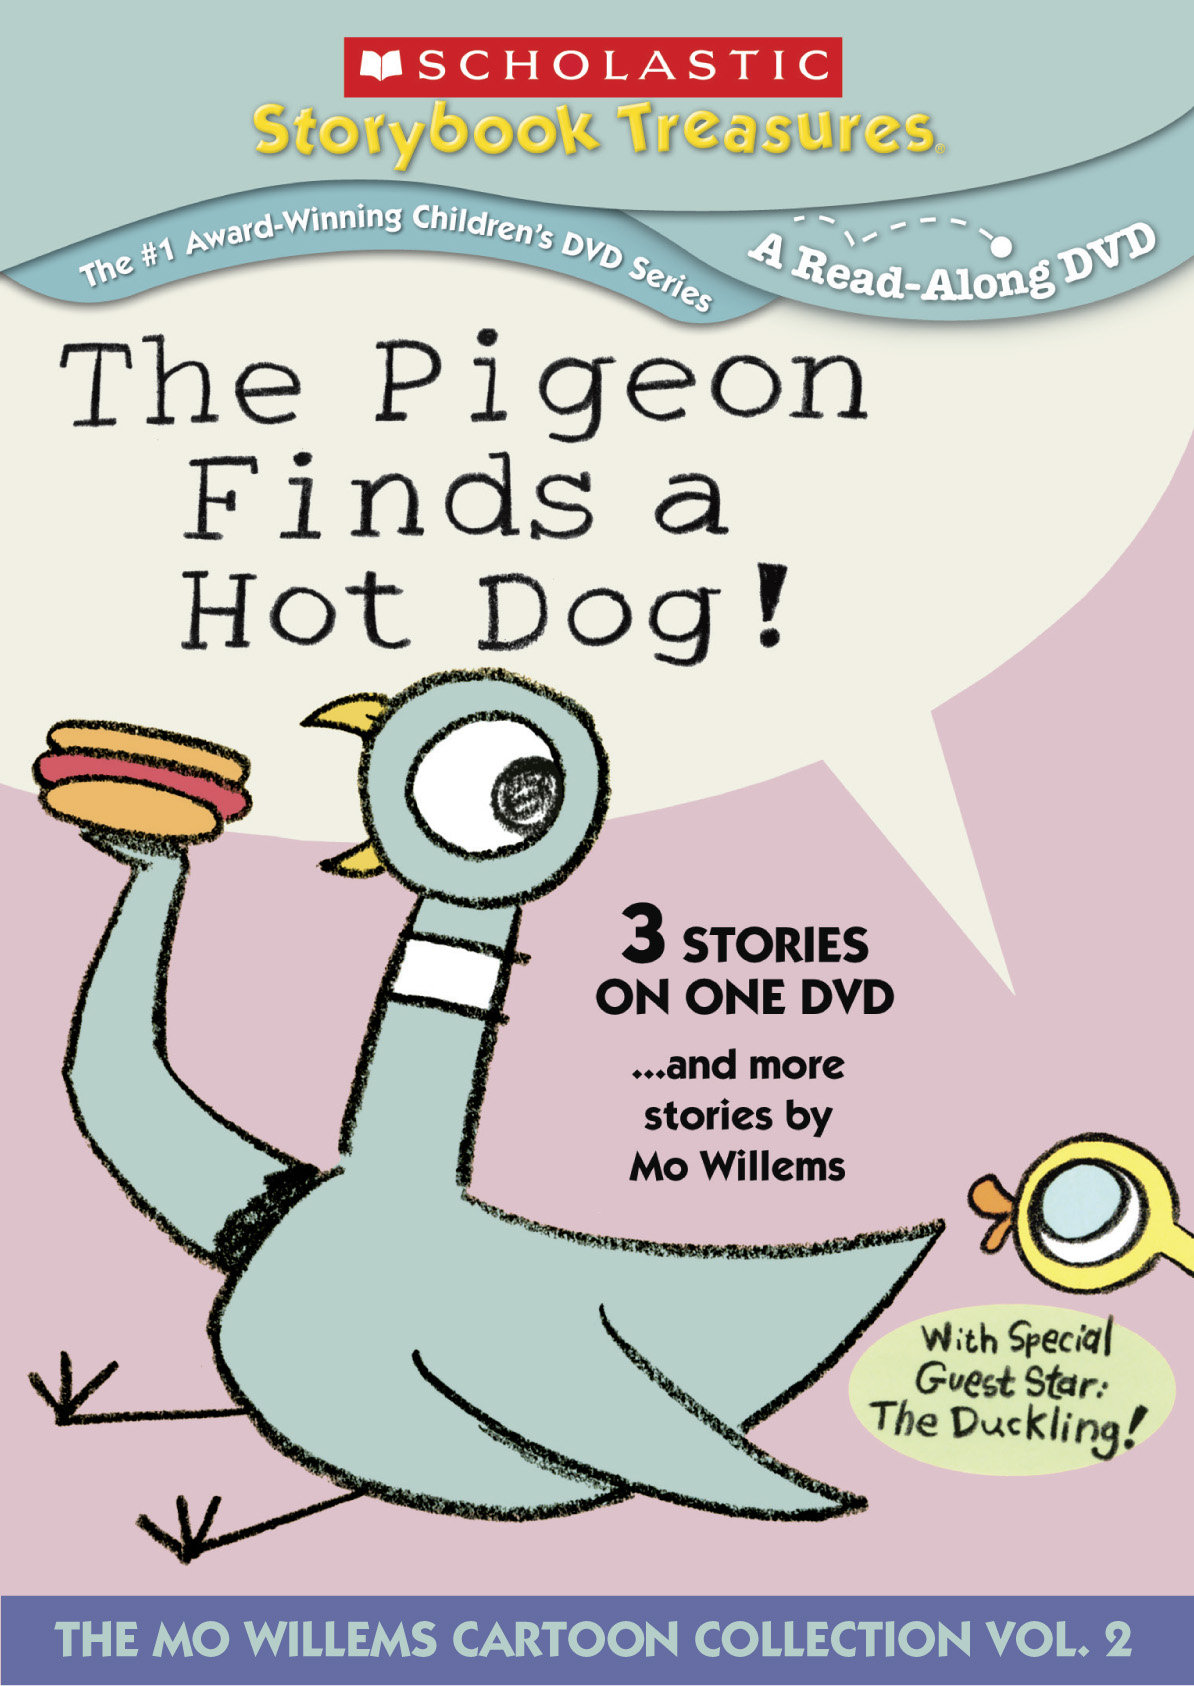 SCHOLASTIC
Storybook Treasures®
The #1 Award-Winning Children's DVD Series
A Read-Along DVD
The Pigeon
Finds a
Hot Dog!
3 STORIES
ON ONE DVD
...and more
stories by
Mo Willems
With Special
Guest Star:
The Duckling!
THE MO WILLEMS CARTOON COLLECTION VOL. 2